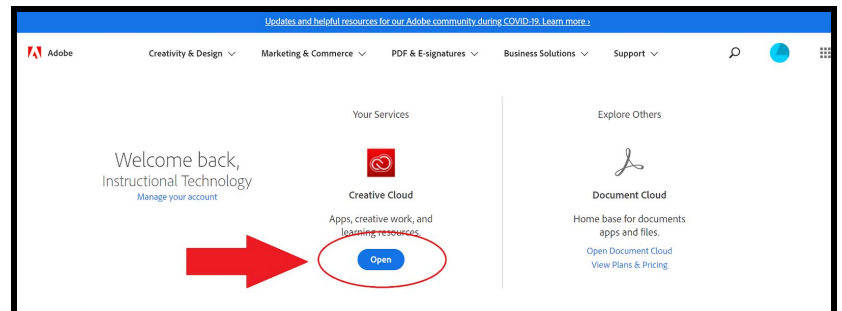 Updates and helpful resources for our Adobe community during COVID-19. Learn more ›
Adobe
Creativity & Design
Marketing & Commerce
PDF & E-signatures
Business Solutions
Support
Welcome back,
Instructional Technology
Manage your account
Your Services
Creative Cloud
Apps, creative work, and
learning resources.
Open
Explore Others
Document Cloud
Home base for documents
apps and files.
Open Document Cloud
View Plans & Pricing